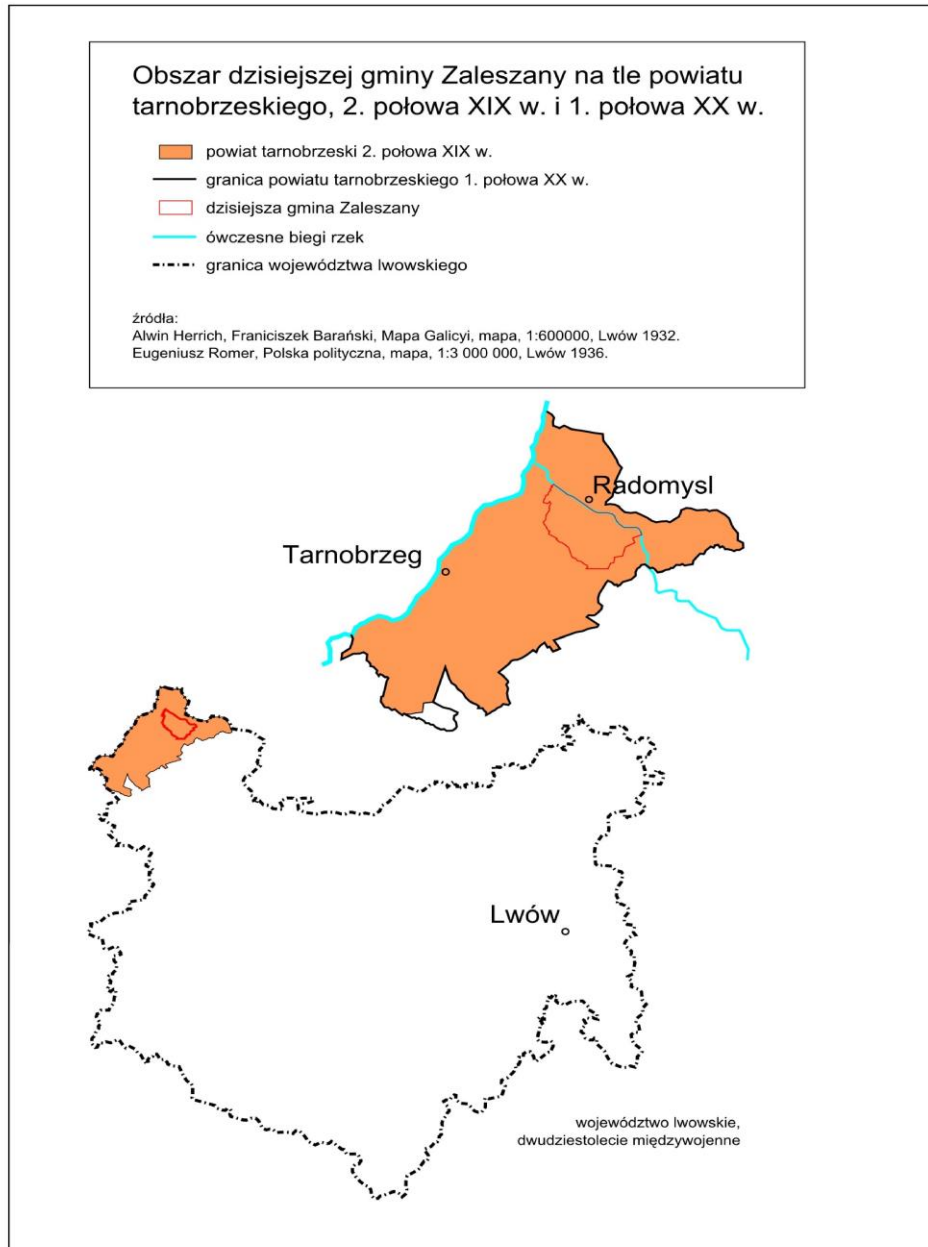 Obszar dzisiejszej gminy Zaleszany na tle powiatu
tarnobrzeskiego, 2. połowa XIX w. i 1. połowa XX w.
powiat tarnobrzeski 2. połowa XIX w.
granica powiatu tarnobrzeskiego 1. połowa XX w.
dzisiejsza gmina Zaleszany
ówczesne biegi rzek
granica województwa lwowskiego
źródła:
Alwin Herrich, Franiciszek Barański, Mapa Galicyi, mapa, 1:600000, Lwów 1932.
Eugeniusz Romer, Polska polityczna, mapa, 1:3 000 000, Lwów 1936.
Radomysl
Tarnobrzeg
Lwów
województwo lwowskie,
dwudziestolecie międzywojenne